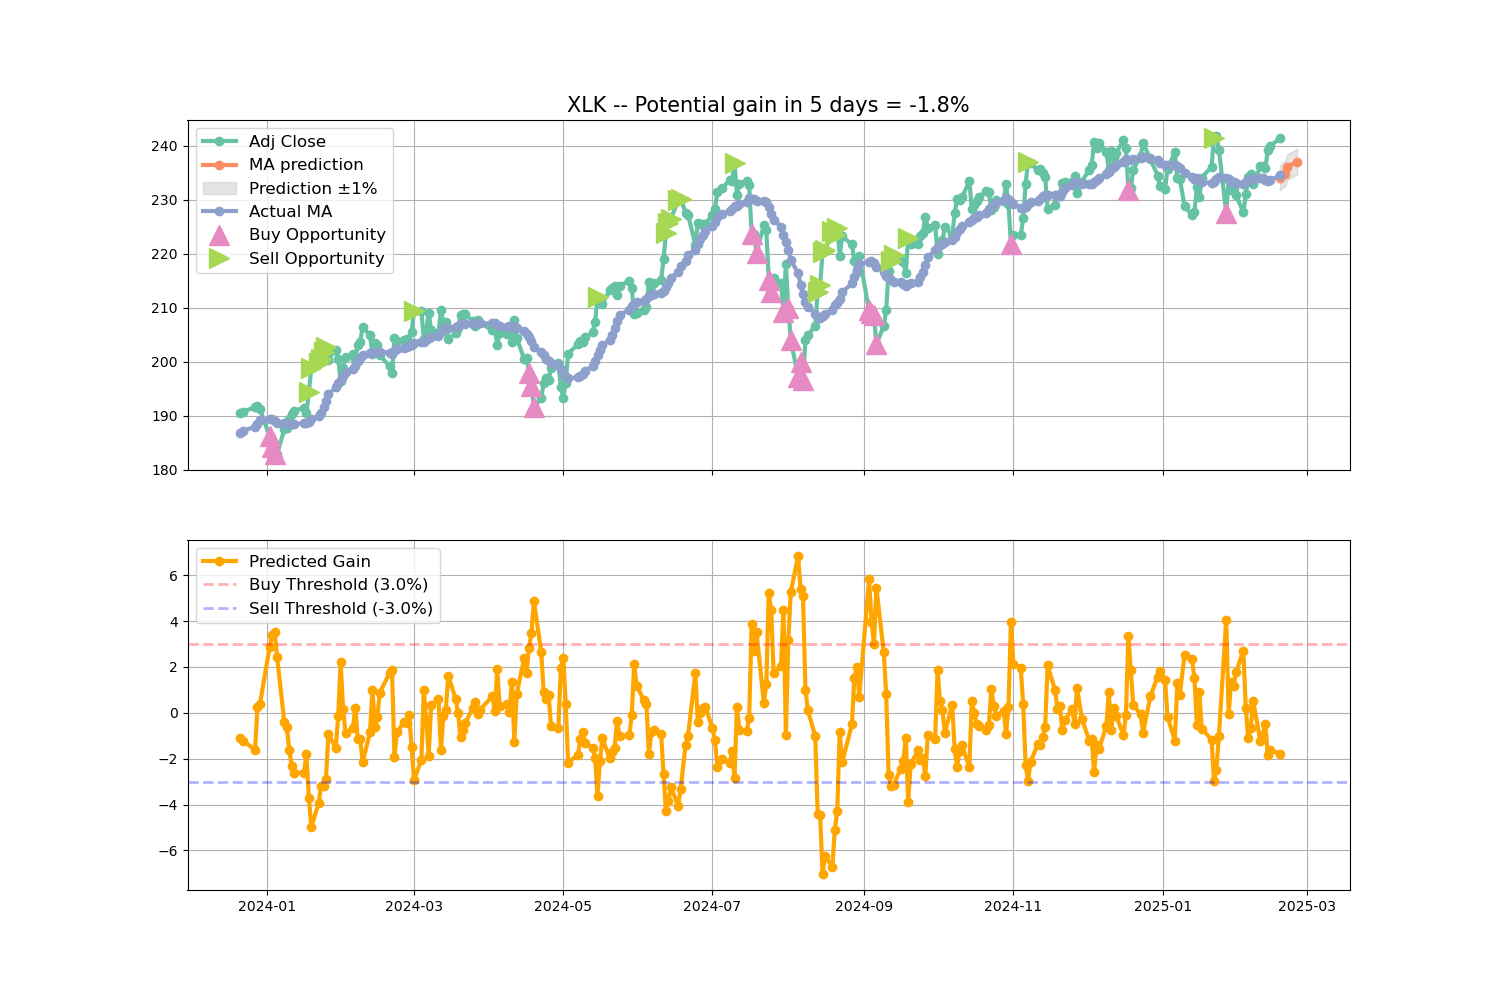 XLK -- Potential gain in 5 days = -1.8%
Adj Close
MA prediction
Prediction ±1%
Actual MA
Buy Opportunity
Sell Opportunity
240
230
220
210
200
190
180
Predicted Gain
Buy Threshold (3.0%)
Sell Threshold (-3.0%)
6
4
2
0
−2
−4
−6
2024-01 2024-03 2024-05 2024-07 2024-09 2024-11 2025-01 2025-03